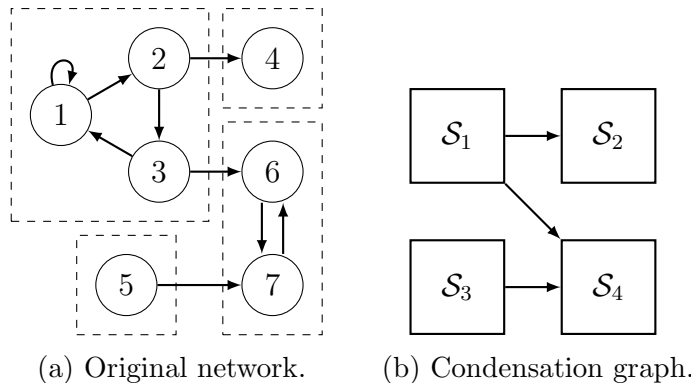 2
4
1
3
6
5
7
S₁
S₂
S₃
S₄
(a) Original network.
(b) Condensation graph.